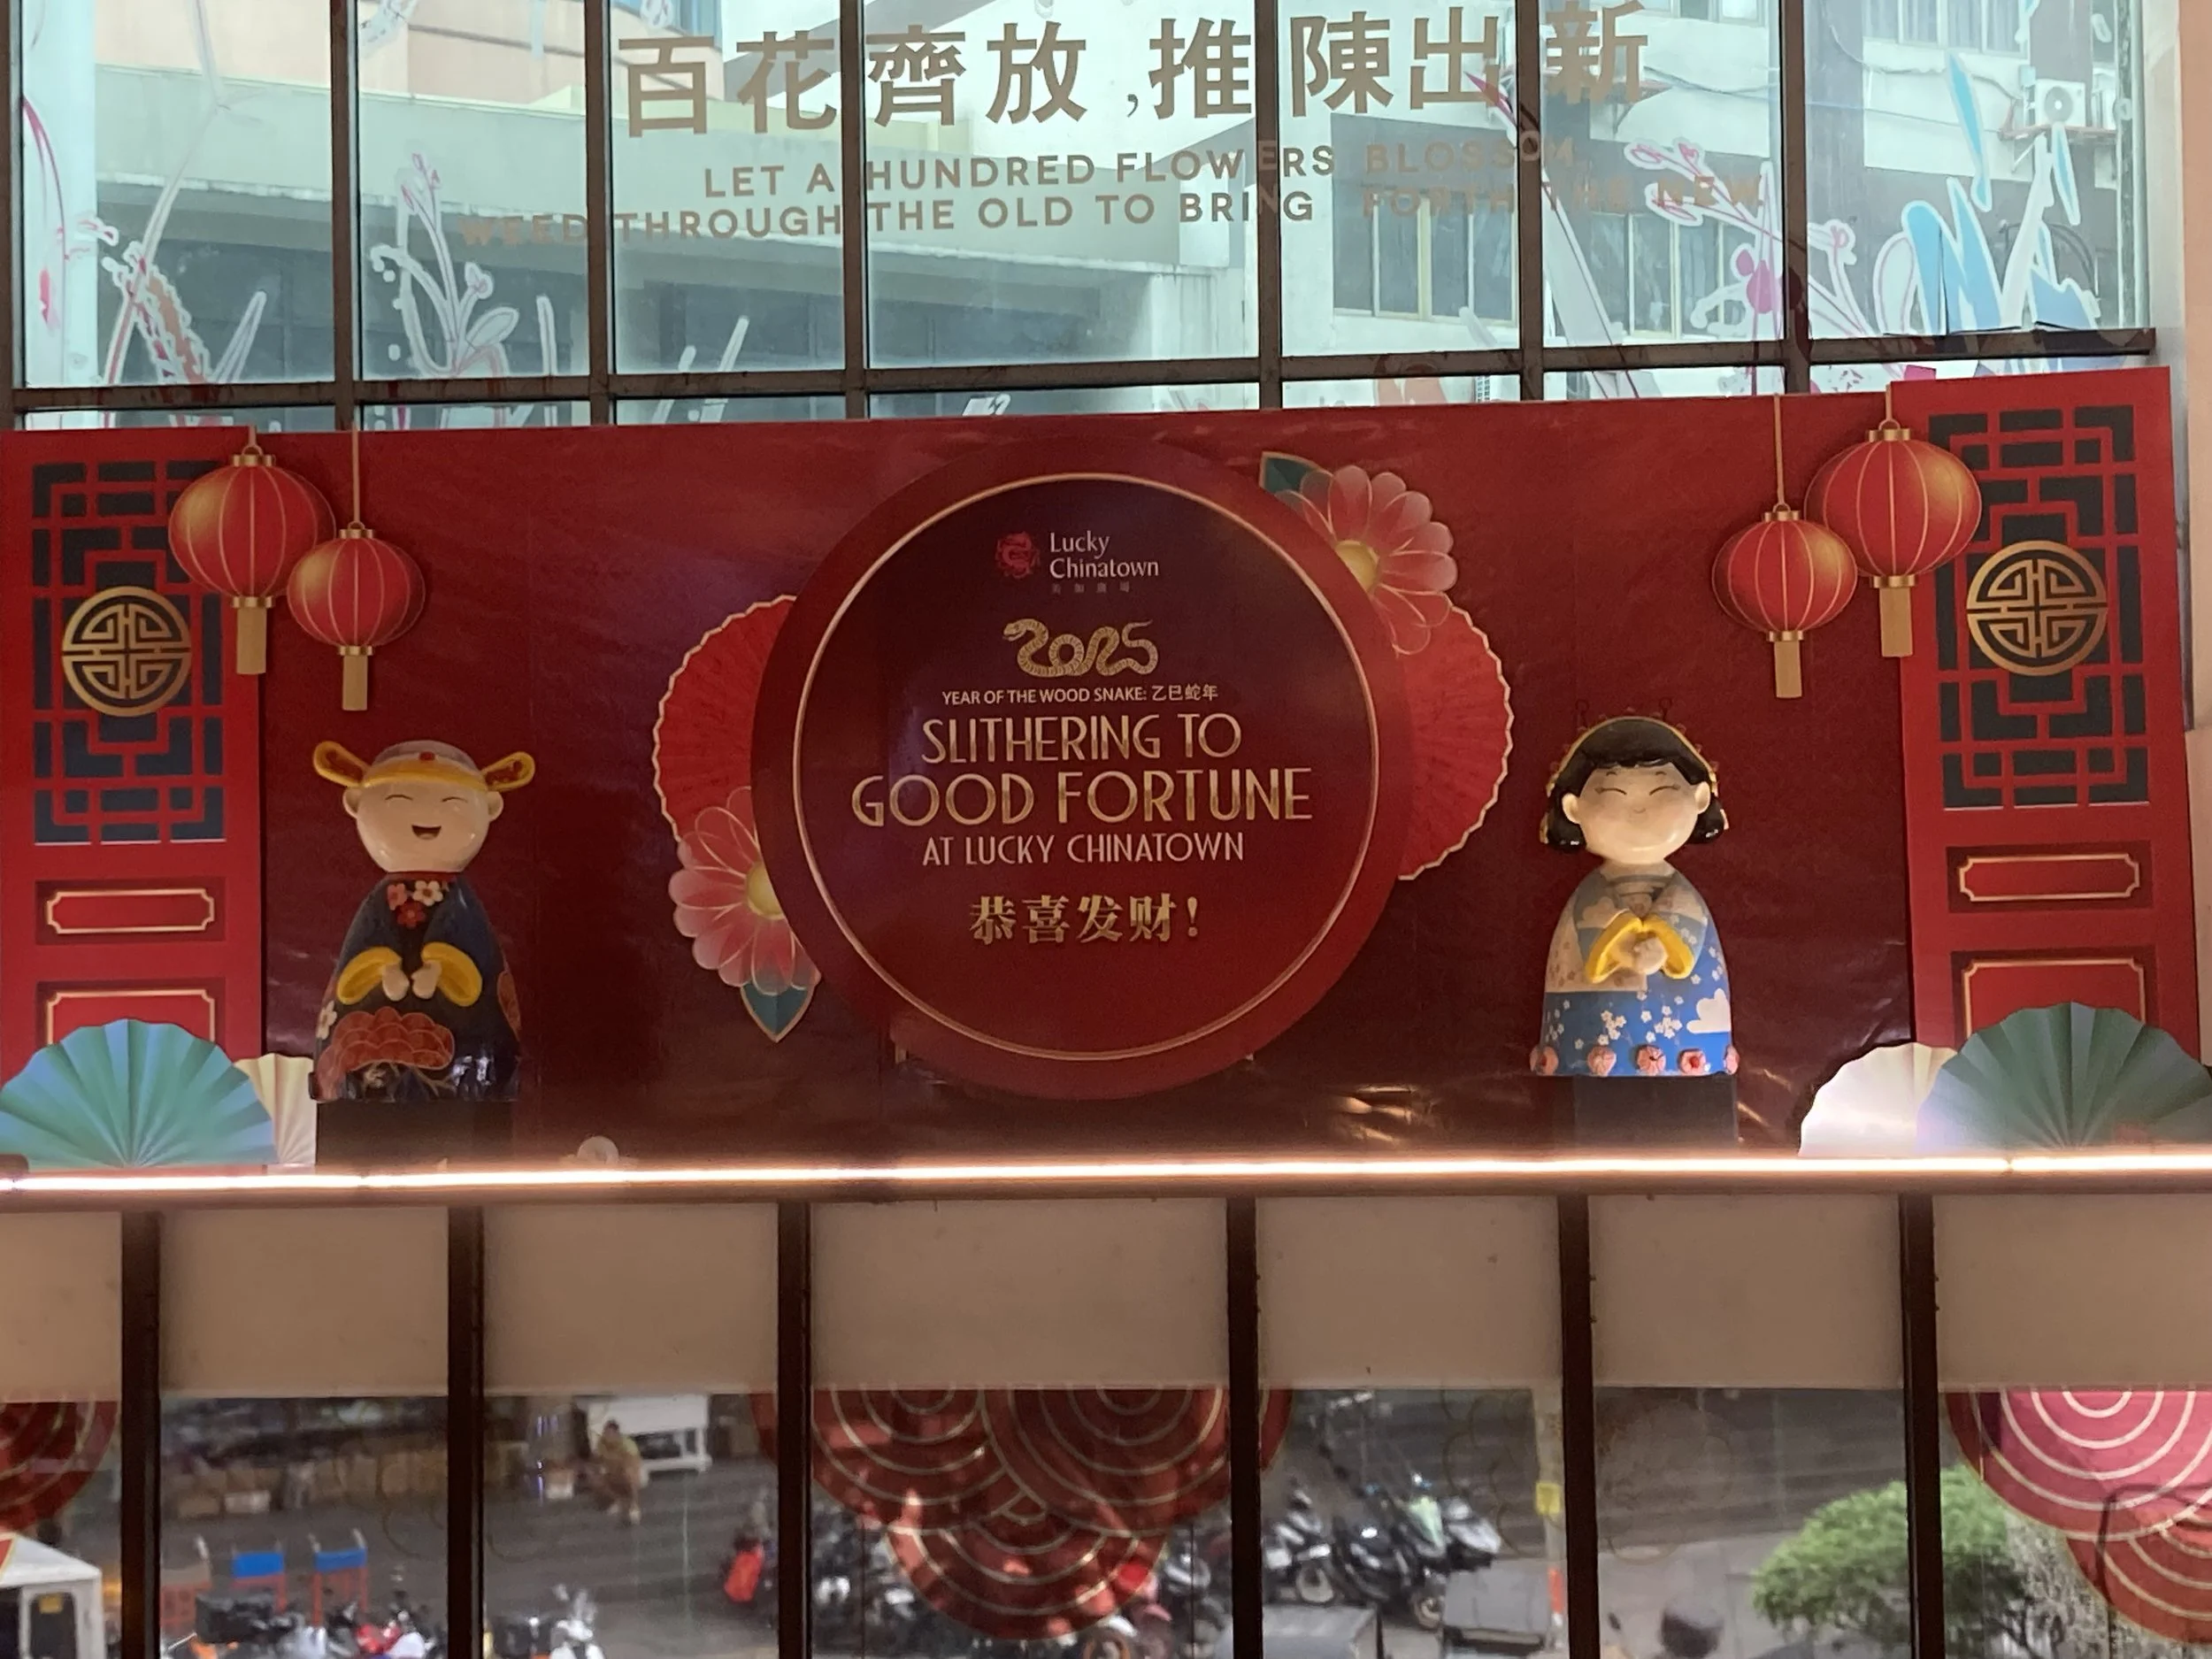 百花齊放,推陳出新
LET A HUNDRED FLOWERS BLOSSOM
WEED THROUGH THE OLD TO BRING FORTH THE NEW
Lucky
Chinatown
2025
YEAR OF THE WOOD SNAKE: 乙巳蛇年
SLITHERING TO
GOOD FORTUNE
AT LUCKY CHINATOWN
恭喜发财!